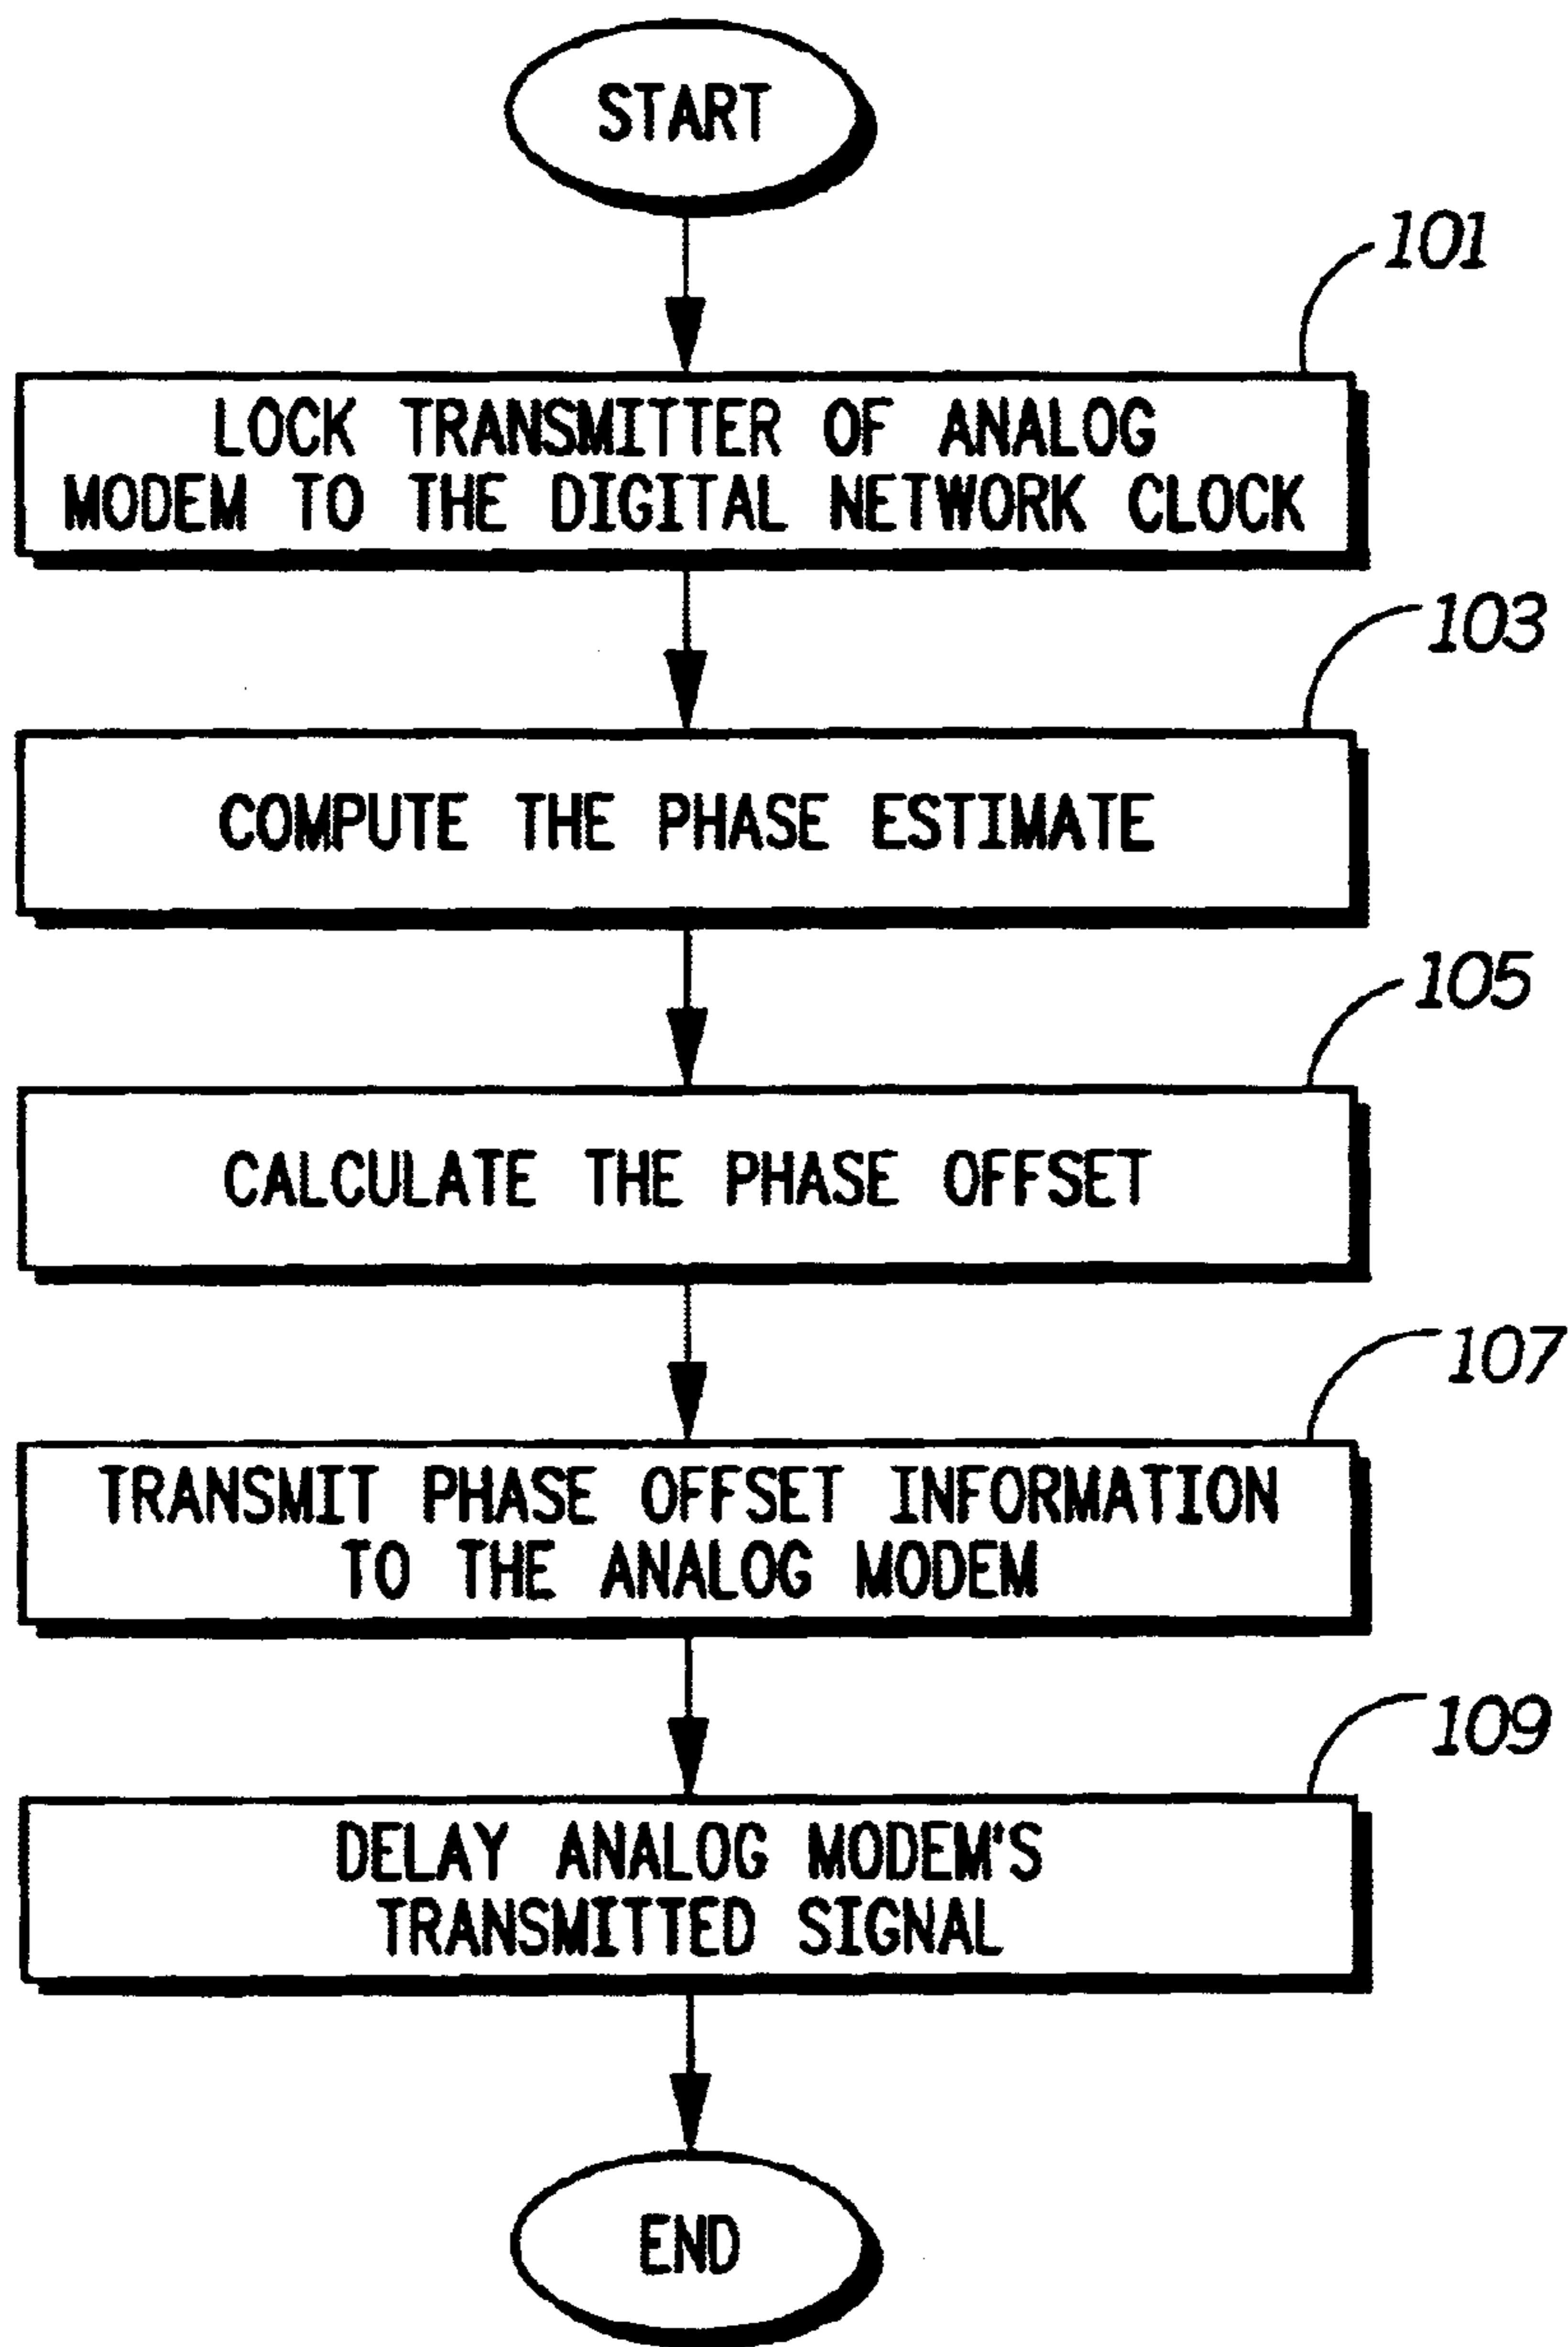 START
101
LOCK TRANSMITTER OF ANALOG
MODEM TO THE DIGITAL NETWORK CLOCK
103
COMPUTE THE PHASE ESTIMATE
105
CALCULATE THE PHASE OFFSET
107
TRANSMIT PHASE OFFSET INFORMATION
TO THE ANALOG MODEM
109
DELAY ANALOG MODEM'S
TRANSMITTED SIGNAL
END